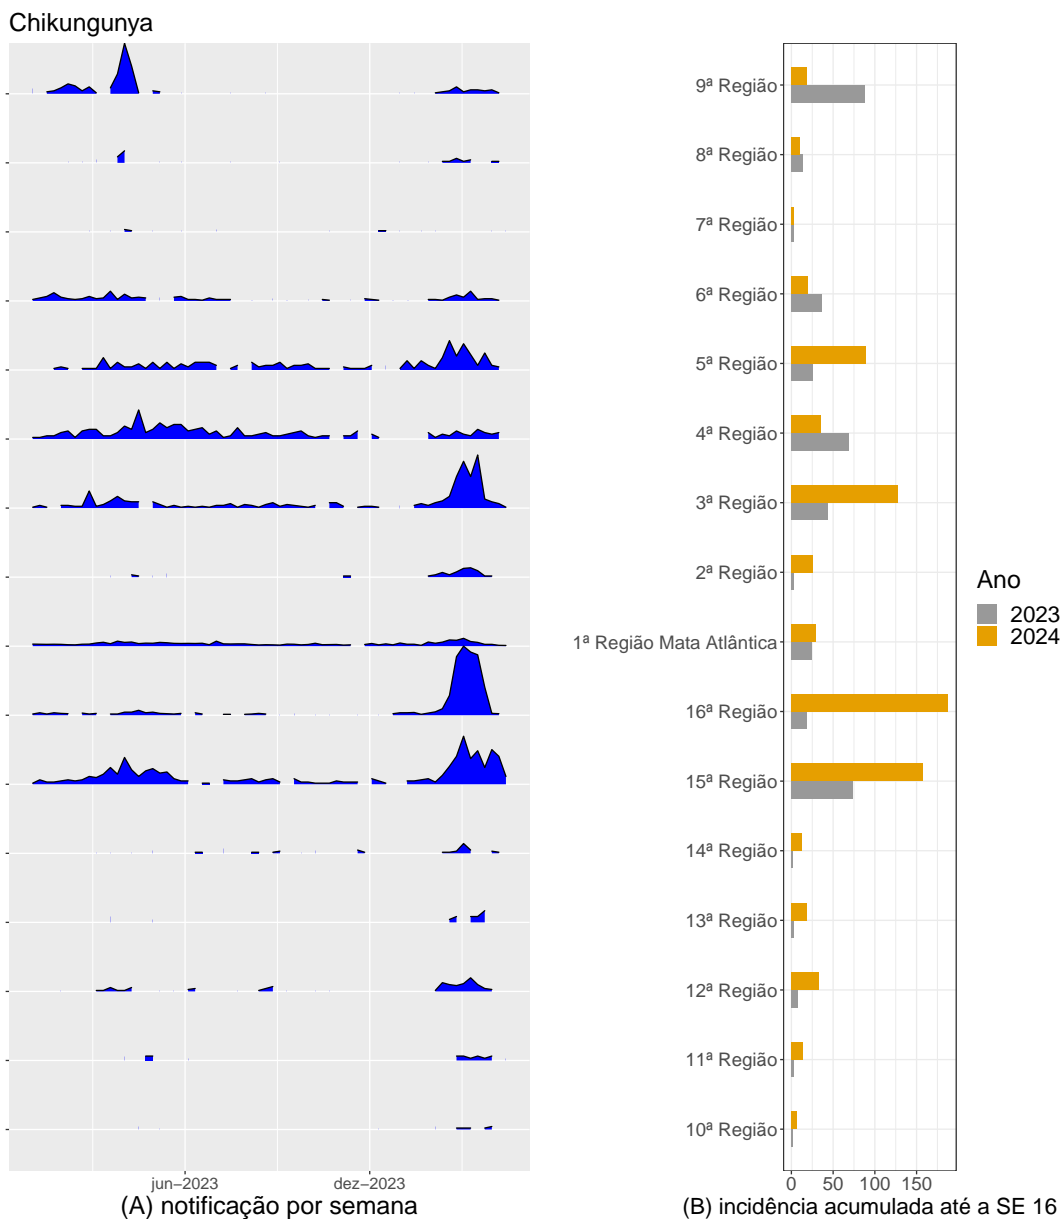 Chikungunya
9ª Região
8ª Região
7ª Região
6ª Região
5ª Região
4ª Região
3ª Região
2ª Região
1ª Região Mata Atlântica
16ª Região
15ª Região
14ª Região
13ª Região
12ª Região
11ª Região
10ª Região
Ano
2023
2024
jun−2023 dez−2023
0 50 100 150
(A) notificação por semana
(B) incidência acumulada até a SE 16